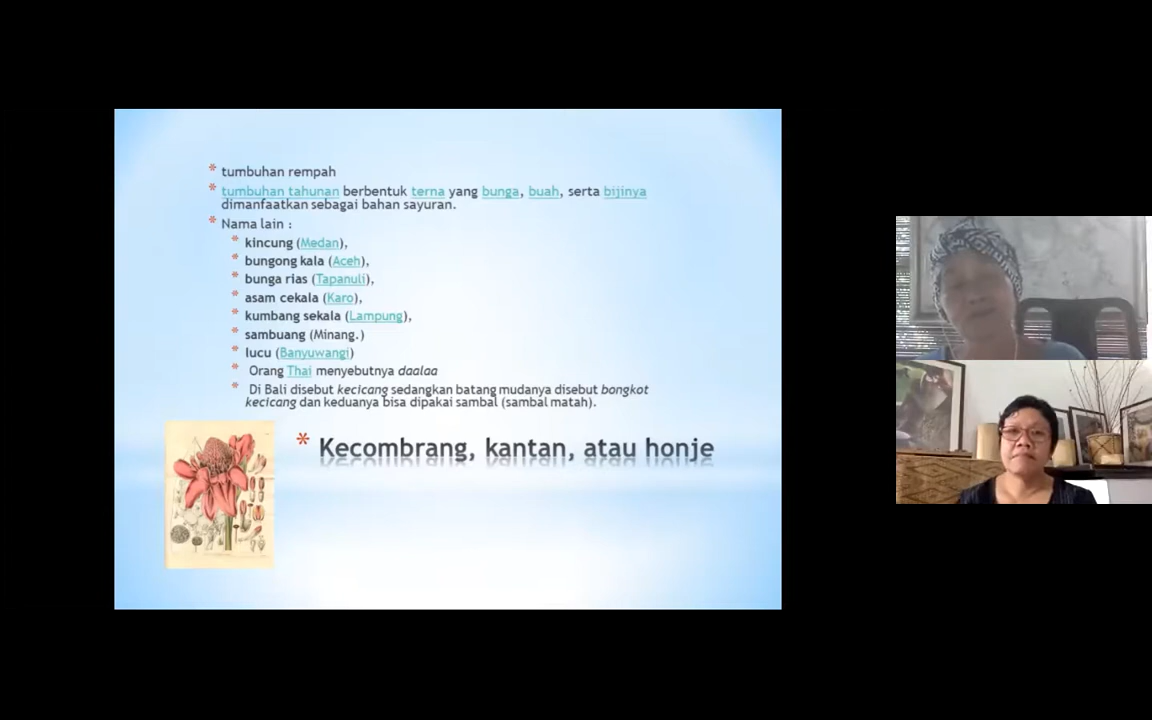 * tumbuhan rempah
* tumbuhan tahunan berbentuk terna yang bunga, buah, serta bijinya
dimanfaatkan sebagai bahan sayuran.
* Nama lain :
* kincung (Medan),
* bungong kala (Aceh),
* bunga rias (Tapanuli),
* asam cekala (Karo),
* kumbang sekala (Lampung),
* sambuang (Minang.)
* lucu (Banyuwangi)
* Orang Thai menyebutnya daalaa
* Di Bali disebut kecicang sedangkan batang mudanya disebut bongkot
kecicang dan keduanya bisa dipakai sambal (sambal matah).
* Kecombrang, kantan, atau honje